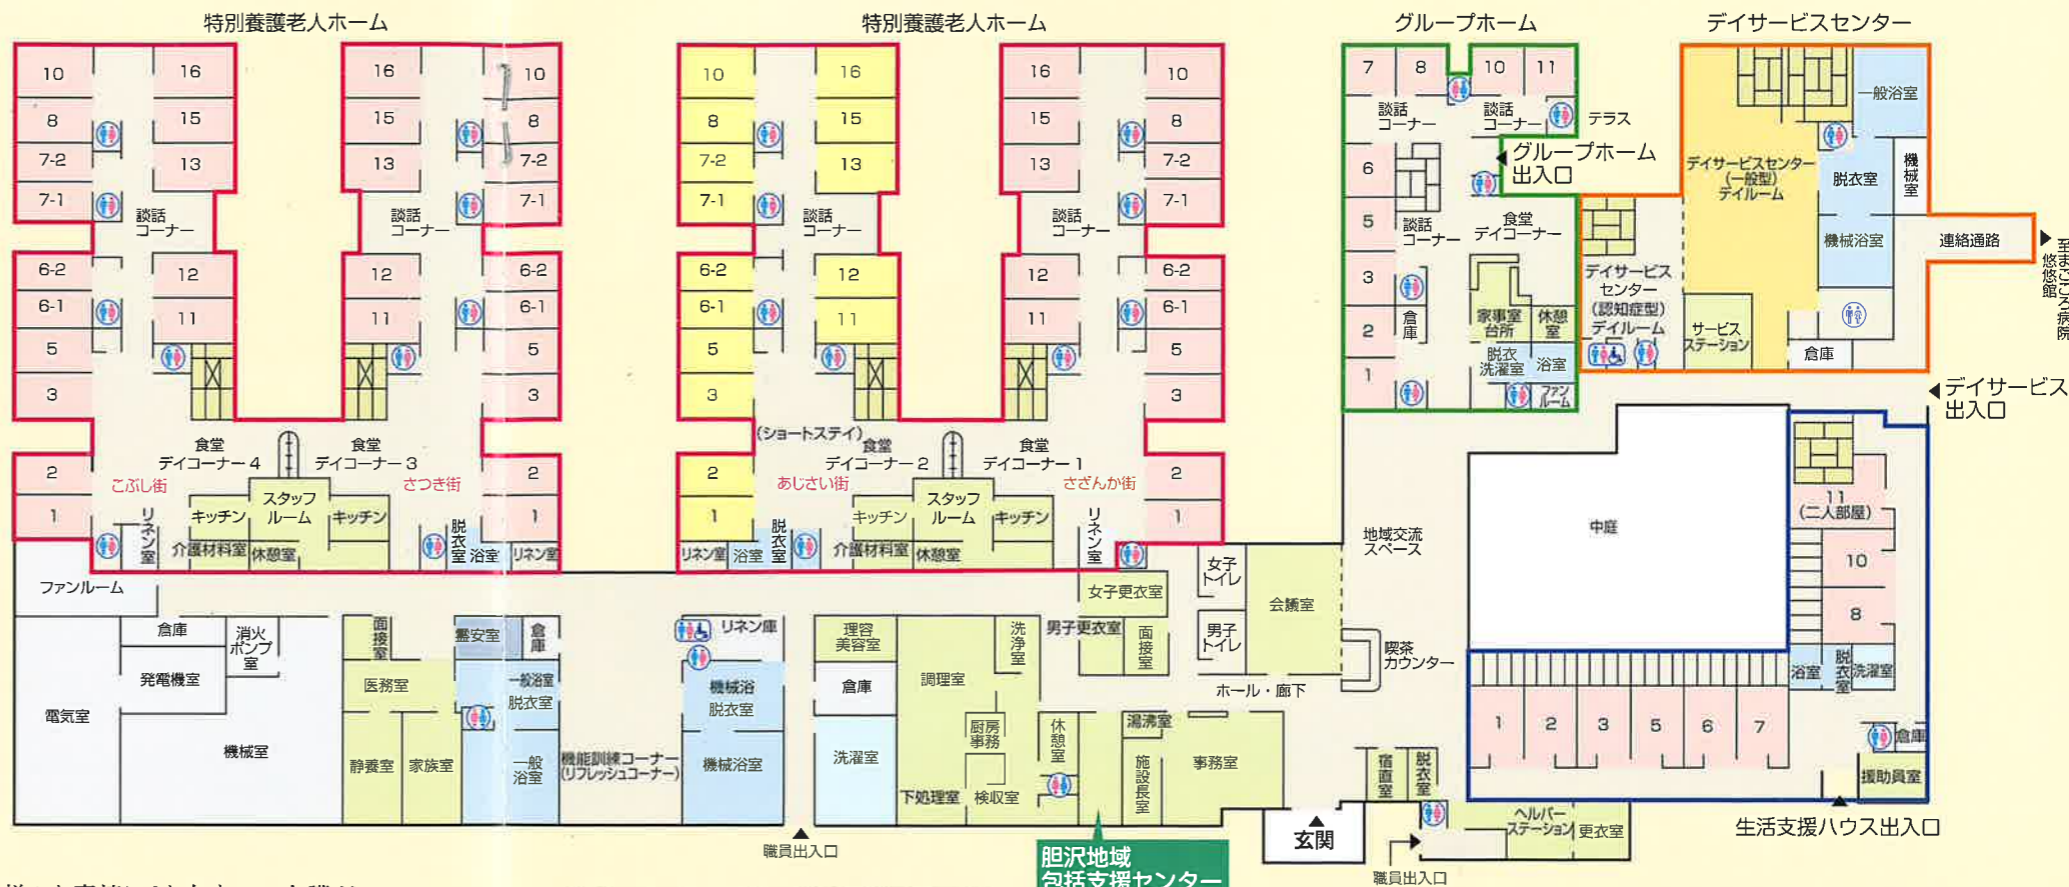 特別養護老人ホーム
特別養護老人ホーム
グループホーム
デイサービスセンター
10
16
8
15
7-2
13
7-1
談話
コーナー
6-2
12
6-1
11
5
3
食堂
デイコーナー4
2
こぶし街
1
リネン室
キッチン
介護材料室
スタッフ
ルーム
休憩室
16
10
15
8
13
7-2
7-1
談話
コーナー
12
6-2
11
6-1
5
3
食堂
デイコーナー3
さつき街
2
1
キッチン
脱衣室
浴室
リネン室
10
16
8
15
7-2
13
7-1
談話
コーナー
6-2
12
6-1
11
5
3
(ショートステイ)
食堂
デイコーナー2
2
あじさい街
1
リネン室
浴室
脱衣室
キッチン
介護材料室
スタッフ
ルーム
休憩室
16
10
15
8
13
7-2
7-1
談話
コーナー
12
6-2
11
6-1
5
3
食堂
デイコーナー1
さざんか街
2
1
キッチン
リネン室
7
8
10
11
談話
コーナー
談話
コーナー
テラス
グループホーム
出入口
6
5
談話
コーナー
食堂
デイコーナー
3
2
倉庫
1
家事室
台所
休憩室
脱衣
洗濯室
浴室
ファン
ルーム
一般浴室
デイサービスセンター
(一般型)
デイルーム
脱衣室
機械室
機械浴室
連絡通路
至まごころ病院
悠悠館
デイサービス
センター
(認知症型)
デイルーム
サービス
ステーション
倉庫
デイサービス
出入口
ファンルーム
電気室
倉庫
発電機室
消火
ポンプ
室
機械室
面接室
医務室
静養室
家族室
霊安室
倉庫
一般浴室
脱衣室
一般
浴室
機能訓練コーナー
(リフレッシュコーナー)
リネン庫
機械浴
脱衣室
機械浴室
職員出入口
理容
美容室
倉庫
洗濯室
調理室
洗浄室
厨房
事務
下処理室
検収室
女子更衣室
男子更衣室
面接室
休憩室
湯沸室
施設長室
事務室
胆沢地域
包括支援センター
女子
トイレ
男子
トイレ
会議室
ホール・廊下
地域交流
スペース
喫茶
カウンター
玄関
宿直室
脱衣室
職員出入口
ヘルパー
ステーション
更衣室
中庭
11
(二人部屋)
10
8
浴室
脱衣室
洗濯室
1
2
3
5
6
7
倉庫
援助員室
生活支援ハウス出入口